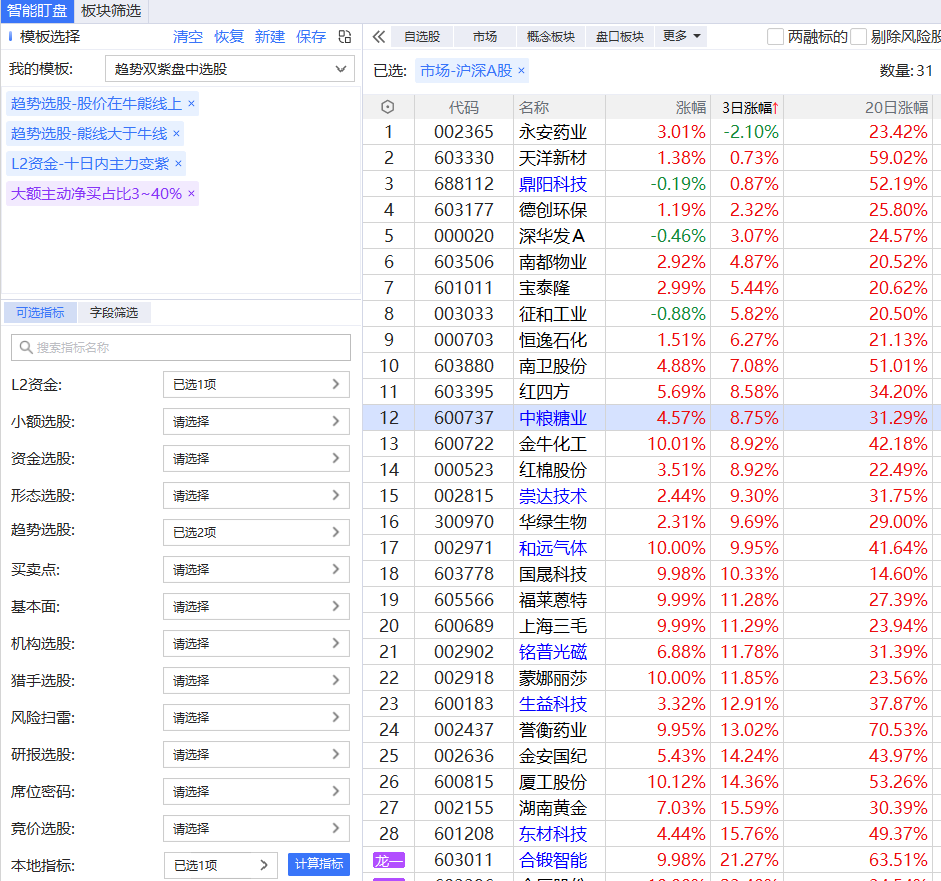 智能盯盘 板块筛选
模板选择 清空 恢复 新建 保存
我的模板: 趋势双紫盘中选股
趋势选股-股价在牛熊线上 ×
趋势选股-熊线大于牛线 ×
L2资金-十日内主力变紫 ×
大额主动净买占比3~40% ×
可选指标 字段筛选
搜索指标名称
L2资金: 已选1项
小额选股: 请选择
资金选股: 请选择
形态选股: 请选择
趋势选股: 已选2项
买卖点: 请选择
基本面: 请选择
机构选股: 请选择
猎手选股: 请选择
风险扫雷: 请选择
研报选股: 请选择
席位密码: 请选择
竞价选股: 请选择
本地指标: 已选1项 计算指标
自选股 市场 概念板块 盘口板块 更多 两融标的 剔除风险股
已选: 市场-沪深A股 × 数量: 31
代码 名称 涨幅 3日涨幅↑ 20日涨幅
1 002365 永安药业 3.01% -2.10% 23.42%
2 603330 天洋新材 1.38% 0.73% 59.02%
3 688112 鼎阳科技 -0.19% 0.87% 52.19%
4 603177 德创环保 1.19% 2.32% 25.80%
5 000020 深华发A -0.46% 3.07% 24.57%
6 603506 南都物业 2.92% 4.87% 20.52%
7 601011 宝泰隆 2.99% 5.44% 20.62%
8 003033 征和工业 -0.88% 5.82% 20.50%
9 000703 恒逸石化 1.51% 6.27% 21.13%
10 603880 南卫股份 4.88% 7.08% 51.01%
11 603395 红四方 5.69% 8.58% 34.20%
12 600737 中粮糖业 4.57% 8.75% 31.29%
13 600722 金牛化工 10.01% 8.92% 42.18%
14 000523 红棉股份 3.51% 8.92% 22.49%
15 002815 崇达技术 2.44% 9.30% 31.75%
16 300970 华绿生物 2.31% 9.69% 29.00%
17 002971 和远气体 10.00% 9.95% 41.64%
18 603778 国晟科技 9.98% 10.33% 14.60%
19 605566 福莱蒽特 9.99% 11.28% 27.39%
20 600689 上海三毛 9.99% 11.29% 23.94%
21 002902 铭普光磁 6.88% 11.78% 31.39%
22 002918 蒙娜丽莎 10.00% 11.85% 23.56%
23 600183 生益科技 3.32% 12.91% 37.87%
24 002437 誉衡药业 9.95% 13.02% 70.53%
25 002636 金安国纪 5.43% 14.24% 43.97%
26 600815 厦工股份 10.12% 14.36% 53.26%
27 002155 湖南黄金 7.03% 15.59% 30.39%
28 601208 东材科技 4.44% 15.76% 49.37%
龙一 603011 合锻智能 9.98% 21.27% 63.51%